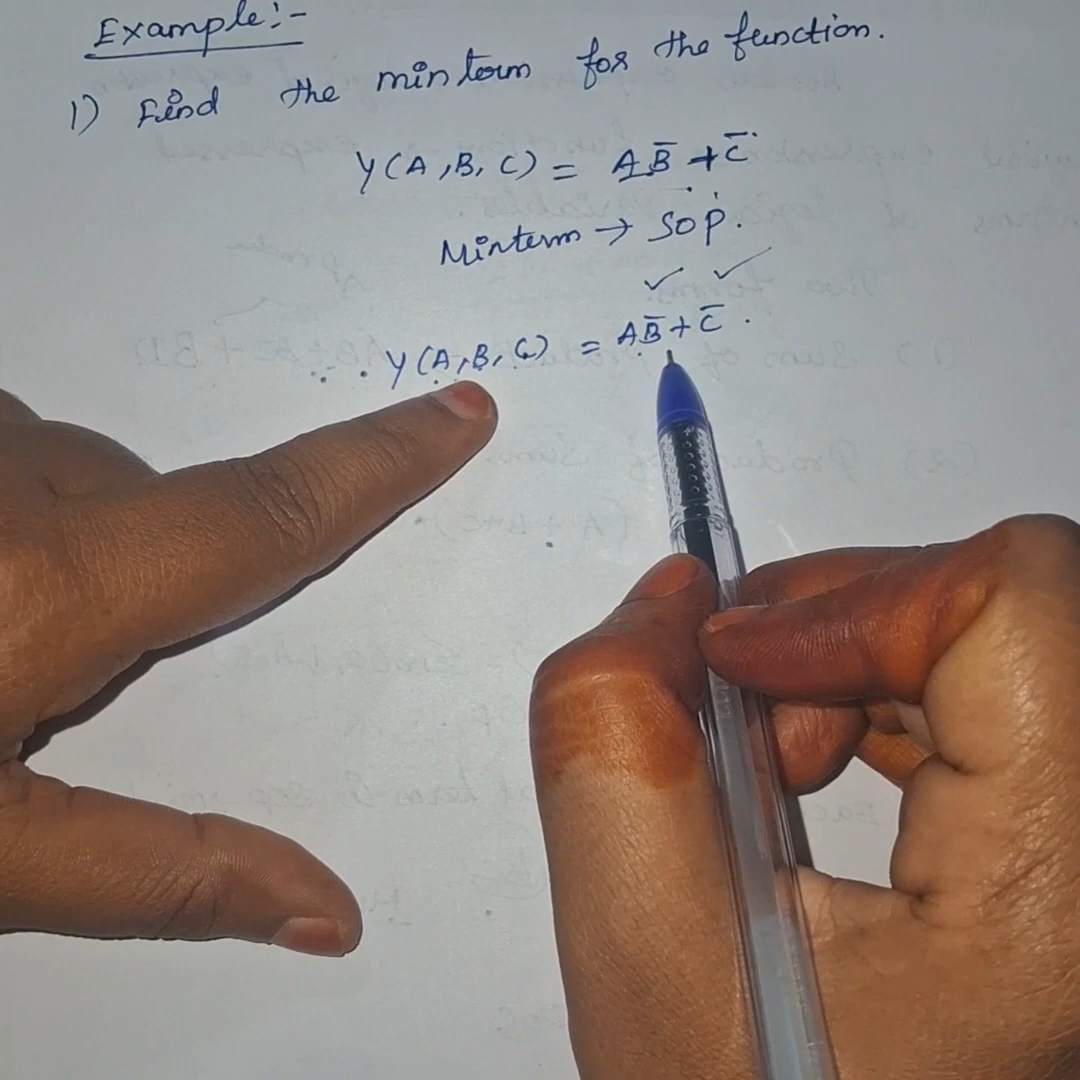 Example:-
1) Find the minterm for the function.
Y(A,B,C) = AB̅ + C̅
Minterm → SOP.
Y(A,B,C) = AB̅ + C̅.